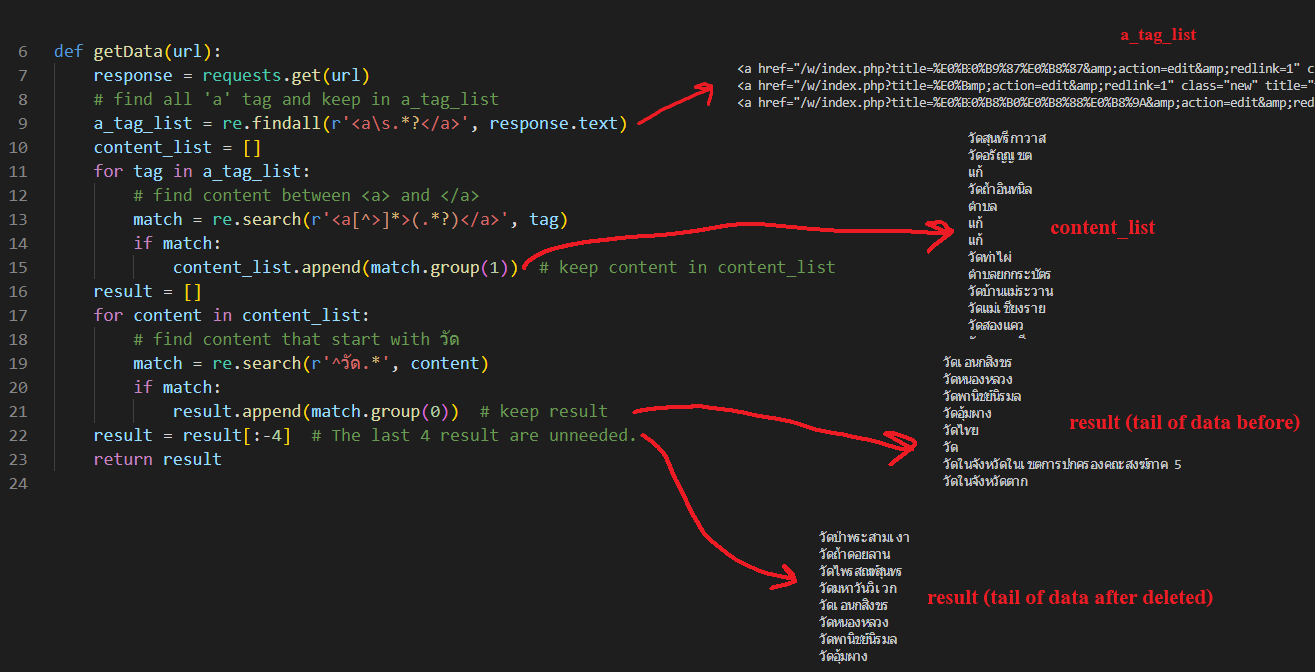 6 def getData(url):
7 response = requests.get(url)
8 # find all 'a' tag and keep in a_tag_list
9 a_tag_list = re.findall(r'<a\s.*?</a>', response.text)
10 content_list = []
11 for tag in a_tag_list:
12 # find content between <a> and </a>
13 match = re.search(r'<a[^>]*>(.*?)</a>', tag)
14 if match:
15 content_list.append(match.group(1)) # keep content in content_list
16 result = []
17 for content in content_list:
18 # find content that start with วัด
19 match = re.search(r'^วัด.*', content)
20 if match:
21 result.append(match.group(0)) # keep result
22 result = result[:-4] # The last 4 result are unneeded.
23 return result
24
a_tag_list
<a href="/w/index.php?title=%E0%B8%B9%87%E0%B8%87&amp;action=edit&amp;redlink=1" c
<a href="/w/index.php?title=%E0%Bmp;action=edit&amp;redlink=1" class="new" title="
<a href="/w/index.php?title=%E0%B8%B0%E0%B8%88%E0%B8%9A&amp;action=edit&amp;red
วัดสุนทริกาวาส
วัดอรัญญเขต
แก้
วัดถ้ำอินทนิล
ตำบล
แก้
แก้
วัดท่าไผ่
ตำบลยกกระบัตร
วัดบ้านแม่ระวาน
วัดแม่เชียงราย
วัดสองแคว
content_list
วัดเอนกสิงขร
วัดหนองหลวง
วัดพานิชย์นิรมล
วัดอุ้มผาง
วัดไทย
วัด
วัดในจังหวัดในเขตการปกครองคณะสงฆ์ภาค 5
วัดในจังหวัดตาก
result (tail of data before)
วัดป่าพระสามเงา
วัดถ้ำดอยลาน
วัดไพรสณฑ์สุนทร
วัดมหาวันวิเวก
วัดเอนกสิงขร
วัดหนองหลวง
วัดพานิชย์นิรมล
วัดอุ้มผาง
result (tail of data after deleted)